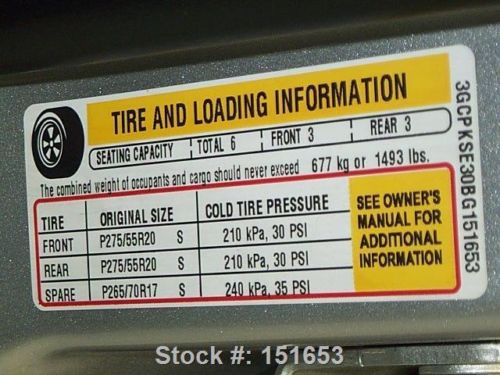 TIRE AND LOADING INFORMATION
SEATING CAPACITY TOTAL 6 FRONT 3 REAR 3
The combined weight of occupants and cargo should never exceed 677 kg or 1493 lbs.
TIRE ORIGINAL SIZE COLD TIRE PRESSURE
FRONT P275/55R20 S 210 kPa, 30 PSI
REAR P275/55R20 S 210 kPa, 30 PSI
SPARE P265/70R17 S 240 kPa, 35 PSI
SEE OWNER'S
MANUAL FOR
ADDITIONAL
INFORMATION
3GCPKSE30BG151653
Stock #: 151653